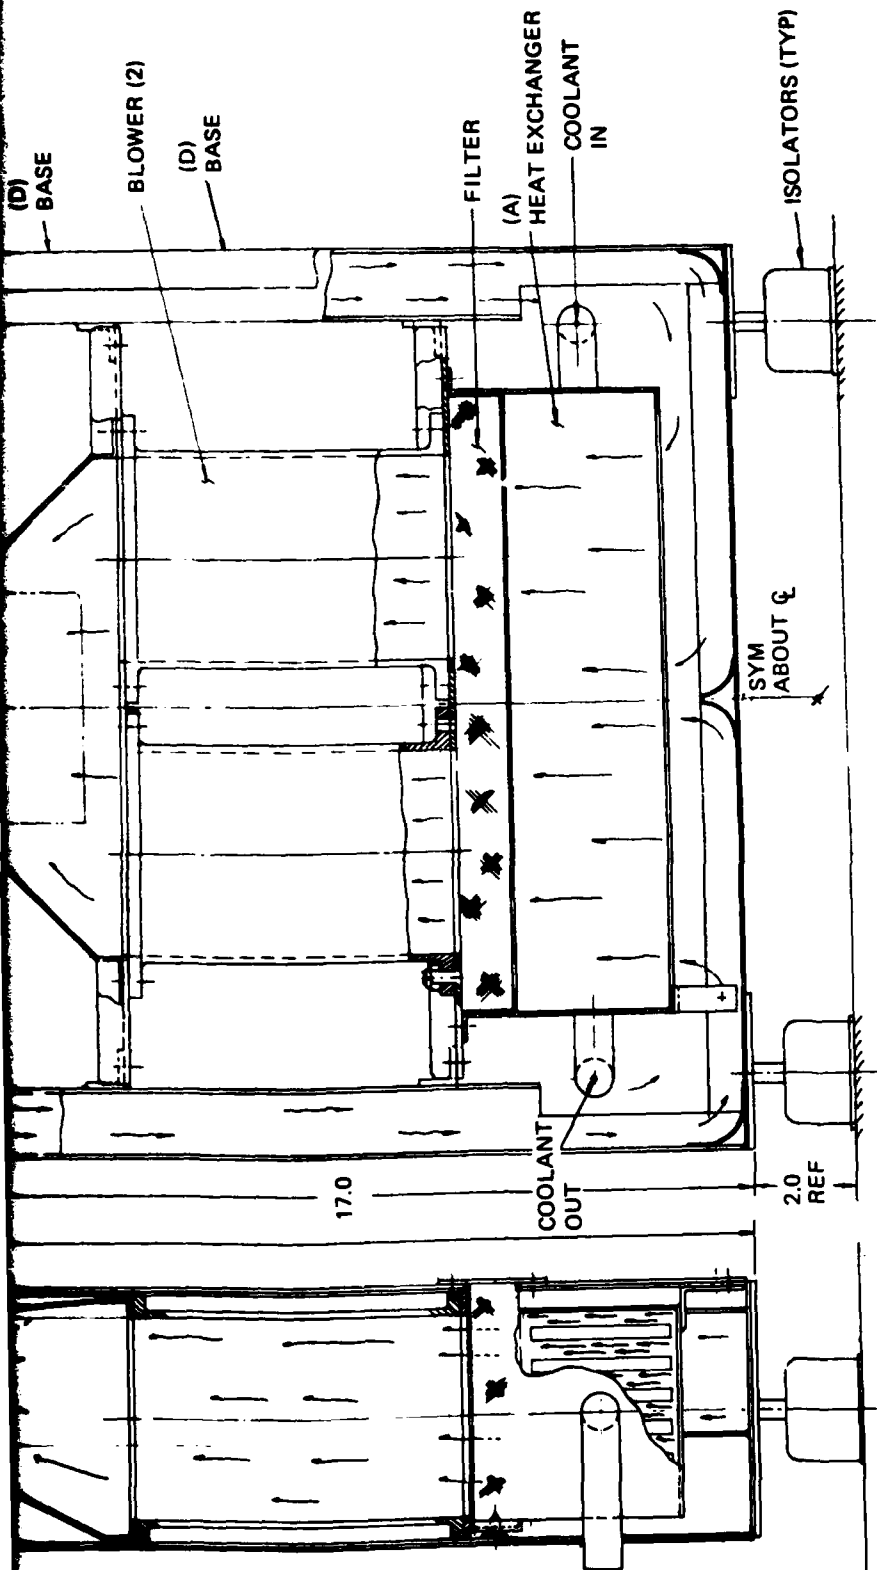 (D)
BASE
BLOWER (2)
(D)
BASE
FILTER
(A)
HEAT EXCHANGER
COOLANT
IN
ISOLATORS (TYP)
SYM
ABOUT ℄
17.0
COOLANT
OUT
2.0
REF